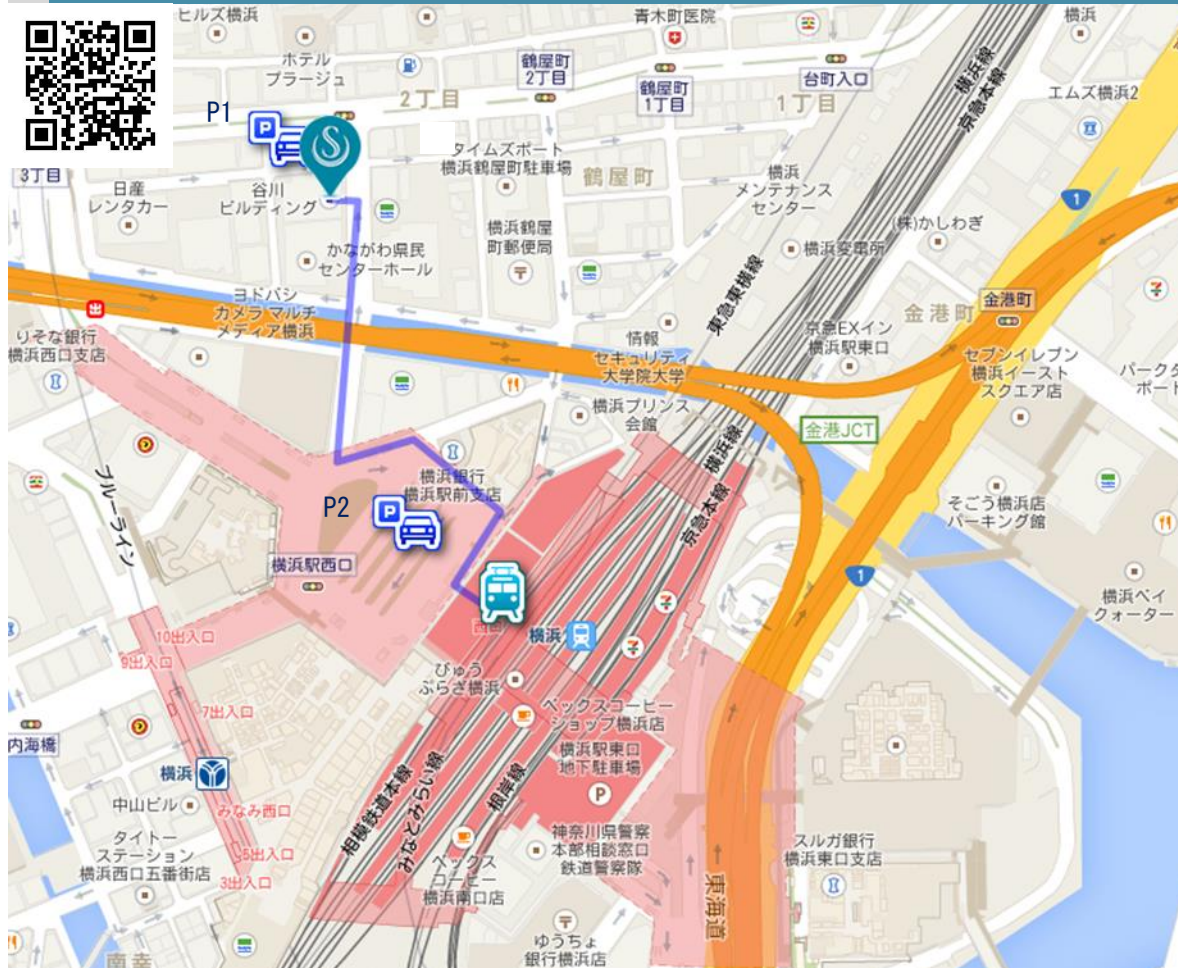 ヒルズ横浜
ホテル
プラージュ
青木町医院
横浜
鶴屋町
2丁目
鶴屋町
1丁目
台町入口
横浜線
京急本線
エムズ横浜2
P1
2丁目
1丁目
P
S
3丁目
日産
レンタカー
谷川
ビルディング
タイムズポート
横浜鶴屋町駐車場
鶴屋町
横浜
メンテナンス
センター
1
(株)かしわぎ
かながわ県民
センターホール
横浜鶴屋
町郵便局
横浜変電所
東急東横線
ヨドバシ
カメラ マルチ
メディア横浜
りそな銀行
横浜西口支店
情報
セキュリティ
大学院大学
京急EXイン
横浜駅東口
金港町
金港町
セブンイレブン
横浜イースト
スクエア店
パークタ
ポート
横浜プリンス
会館
金港JCT
横浜線
京急本線
ブルーライン
横浜銀行
横浜駅前支店
P2
P
そごう横浜店
パーキング館
横浜駅西口
1
横浜ベイ
クォーター
西口
横浜
10出入口
9出入口
7出入口
びゅう
ぷらざ横浜
ベックスコーヒー
ショップ横浜店
内海橋
横浜
横浜駅東口
地下駐車場
P
中山ビル
みなみ西口
相模鉄道本線
みなとみらい線
根岸線
タイトー
ステーション
横浜西口五番街店
5出入口
3出入口
ベックス
コーヒー
横浜南口店
神奈川県警察
本部相談窓口
鉄道警察隊
スルガ銀行
横浜東口支店
東海道
ゆうちょ
銀行横浜店
南幸